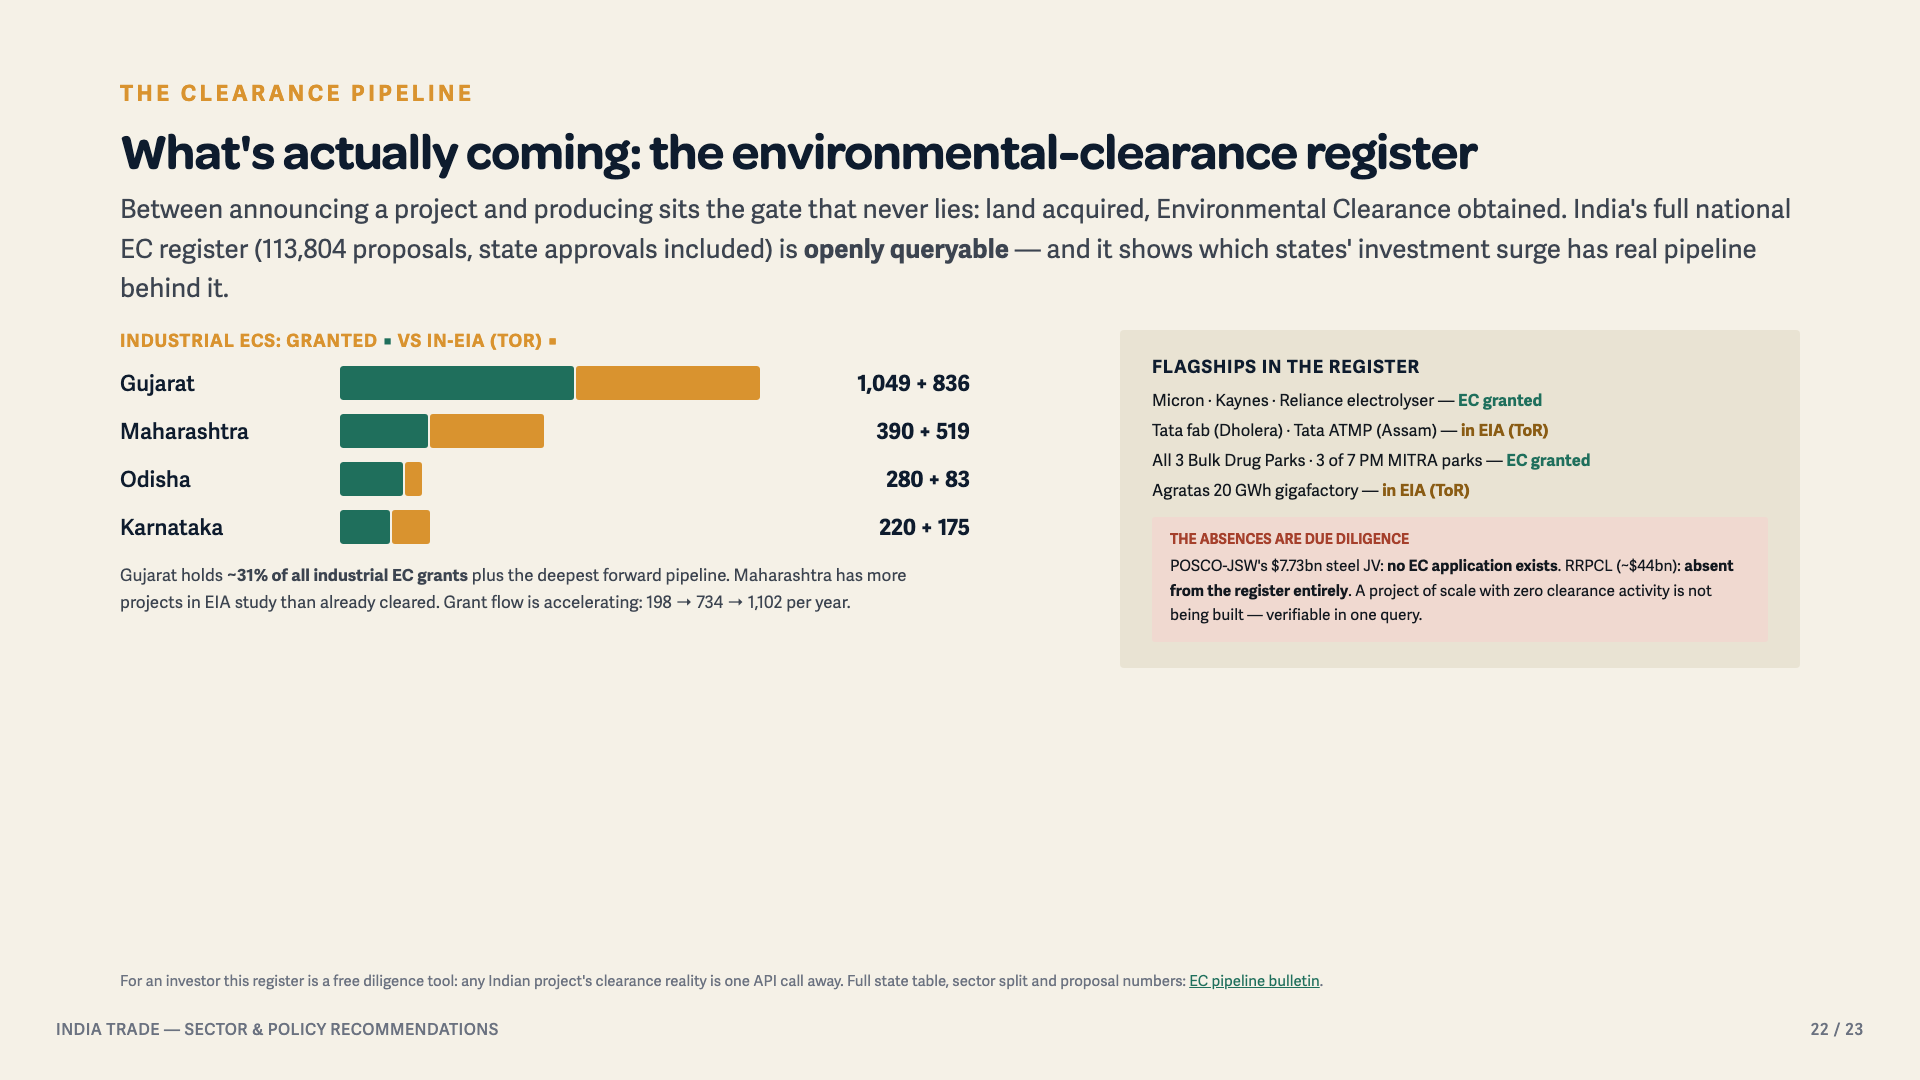 THE CLEARANCE PIPELINE
What's actually coming: the environmental-clearance register
Between announcing a project and producing sits the gate that never lies: land acquired, Environmental Clearance obtained. India's full national
EC register (113,804 proposals, state approvals included) is openly queryable — and it shows which states' investment surge has real pipeline
behind it.
INDUSTRIAL ECS: GRANTED ▪ VS IN-EIA (TOR) ▪
Gujarat 1,049 + 836
Maharashtra 390 + 519
Odisha 280 + 83
Karnataka 220 + 175
Gujarat holds ~31% of all industrial EC grants plus the deepest forward pipeline. Maharashtra has more
projects in EIA study than already cleared. Grant flow is accelerating: 198 → 734 → 1,102 per year.
FLAGSHIPS IN THE REGISTER
Micron · Kaynes · Reliance electrolyser — EC granted
Tata fab (Dholera) · Tata ATMP (Assam) — in EIA (ToR)
All 3 Bulk Drug Parks · 3 of 7 PM MITRA parks — EC granted
Agratas 20 GWh gigafactory — in EIA (ToR)
THE ABSENCES ARE DUE DILIGENCE
POSCO-JSW's $7.73bn steel JV: no EC application exists. RRPCL (~$44bn): absent
from the register entirely. A project of scale with zero clearance activity is not
being built — verifiable in one query.
For an investor this register is a free diligence tool: any Indian project's clearance reality is one API call away. Full state table, sector split and proposal numbers: EC pipeline bulletin.
INDIA TRADE — SECTOR & POLICY RECOMMENDATIONS
22 / 23